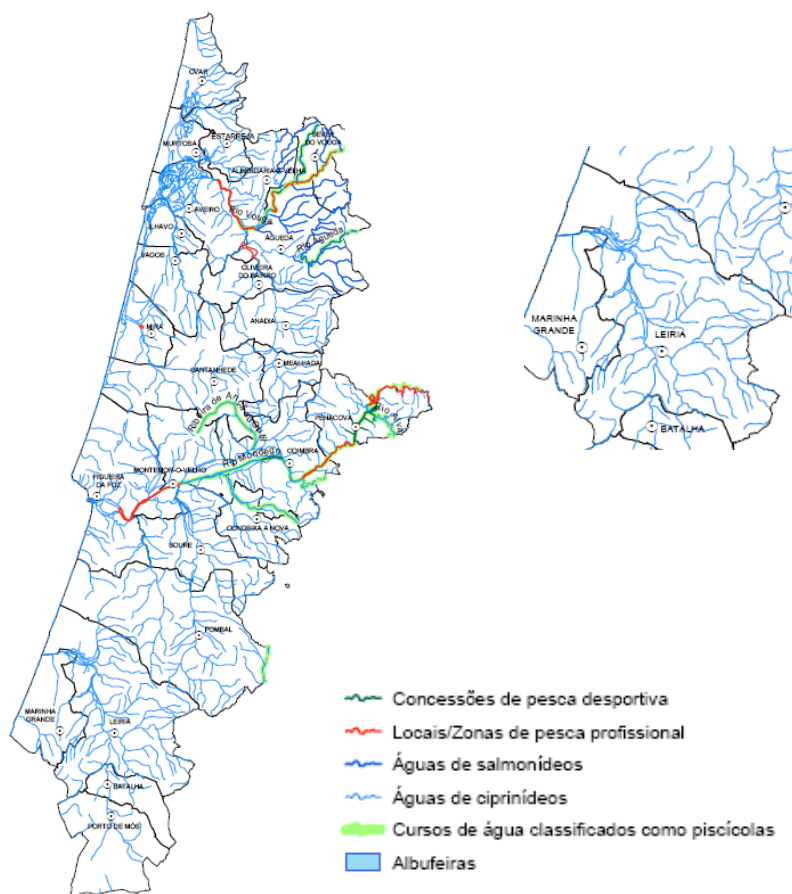 OVAR
ESTARREJA
MURTOSA
SEVER
DO VOUGA
ALBERGARIA-A-VELHA
AVEIRO
Rio Vouga
ILHAVO
ÁGUEDA
Rio Águeda
VAGOS
OLIVEIRA
DO BAIRRO
ANADIA
MIRA
MEALHADA
CANTANHEDE
PENACOVA
Rio Alva
Rio Mondego
COIMBRA
MONTEMOR-O-VELHO
FIGUEIRA
DA FOZ
CONDEIXA A NOVA
SOURE
POMBAL
MARINHA
GRANDE
LEIRIA
BATALHA
PORTO DE MÓS
MARINHA
GRANDE
LEIRIA
BATALHA
Concessões de pesca desportiva
Locais/Zonas de pesca profissional
Águas de salmonídeos
Águas de ciprinídeos
Cursos de água classificados como piscícolas
Albufeiras